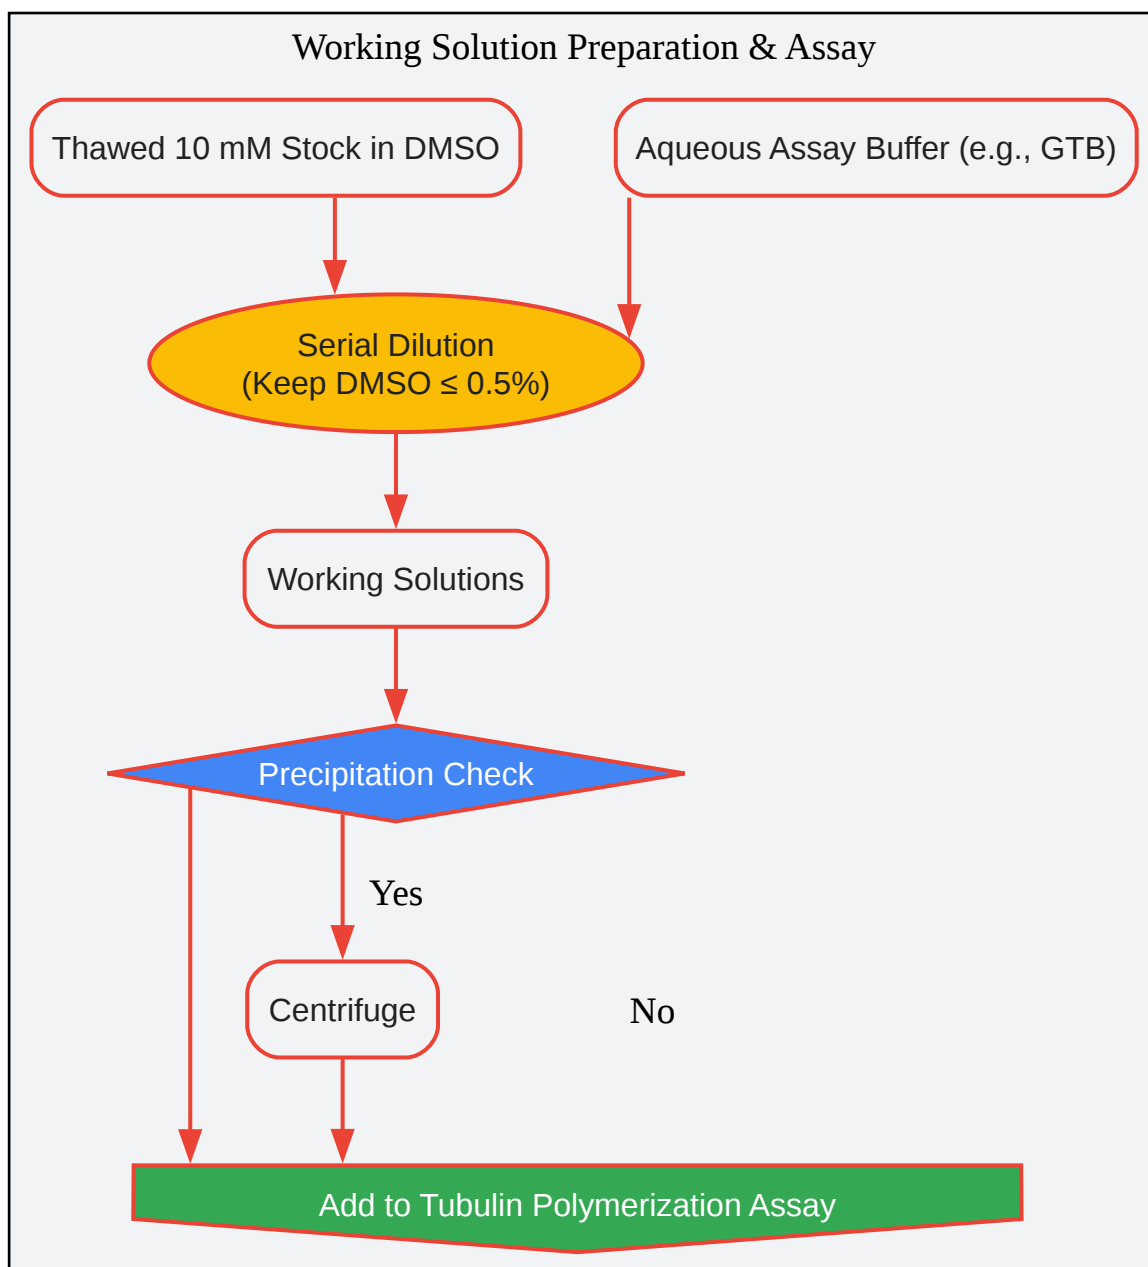 Working Solution Preparation & Assay
Thawed 10 mM Stock in DMSO
Aqueous Assay Buffer (e.g., GTB)
Serial Dilution
(Keep DMSO ≤ 0.5%)
Working Solutions
Precipitation Check
Yes
Centrifuge
No
Add to Tubulin Polymerization Assay